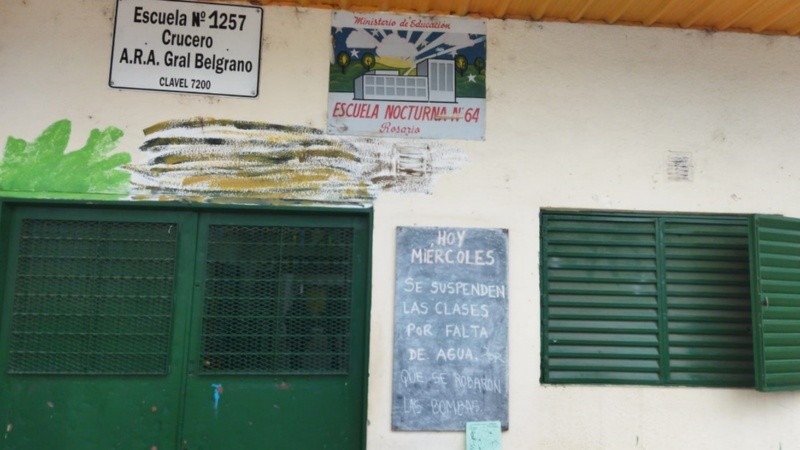 Escuela Nº 1257
Crucero
A.R.A. Gral Belgrano
CLAVEL 7200
Ministerio de Educación
ESCUELA NOCTURNA Nº 64
Rosario
HOY
MIÉRCOLES
SE SUSPENDEN
LAS CLASES
POR FALTA
DE AGUA.
QUE SE ROBARON
LAS BOMBAS